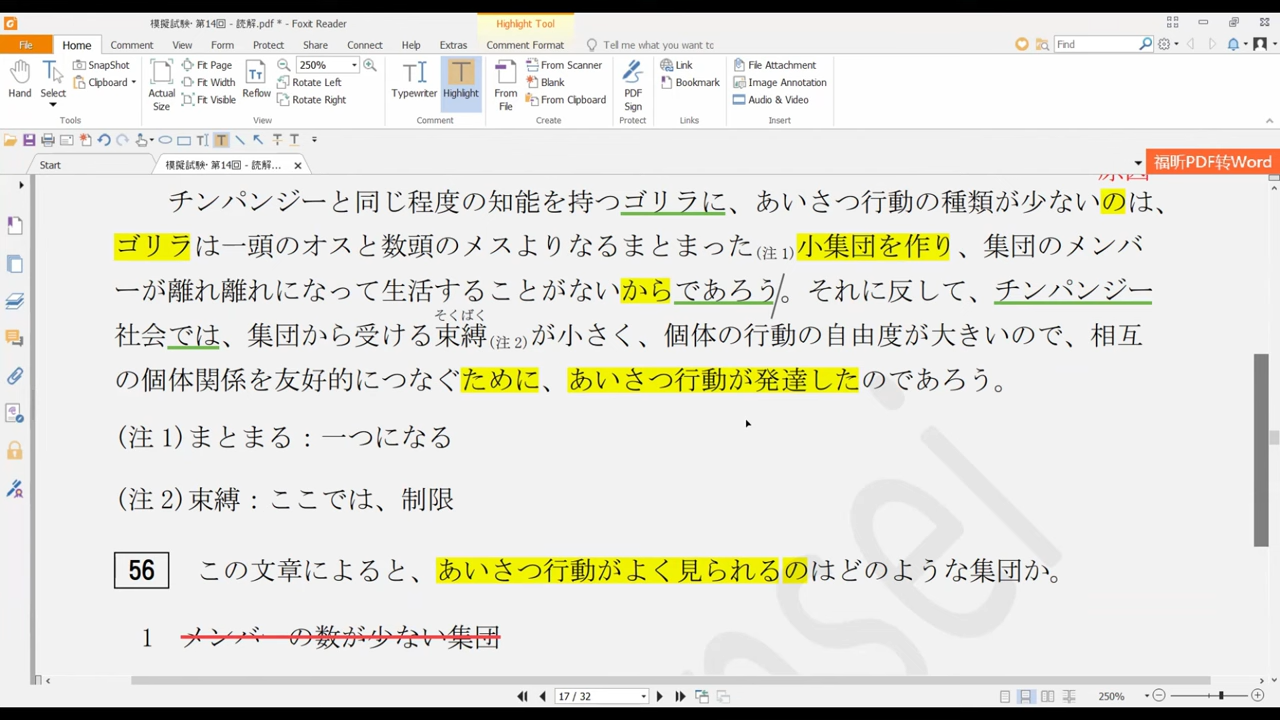 模擬試験· 第14回 - 読解.pdf * - Foxit Reader
Highlight Tool
File Home Comment View Form Protect Share Connect Help Extras Comment Format Tell me what you want tc Find
SnapShot Fit Page 250% From Scanner Link File Attachment
Clipboard Fit Width Rotate Left Blank Bookmark Image Annotation
Hand Select Actual Size Fit Visible Reflow Rotate Right Typewriter Highlight From File From Clipboard PDF Sign Audio & Video
Tools View Comment Create Protect Links Insert
Start 模擬試験· 第14回 - 読解... 福昕PDF转Word
原因
チンパンジーと同じ程度の知能を持つゴリラに、あいさつ行動の種類が少ないのは、
ゴリラは一頭のオスと数頭のメスよりなるまとまった(注1)小集団を作り、集団のメンバ
ーが離れ離れになって生活することがないからであろう。それに反して、チンパンジー
そくばく
社会では、集団から受ける束縛(注2)が小さく、個体の行動の自由度が大きいので、相互
の個体関係を友好的につなぐために、あいさつ行動が発達したのであろう。
(注1)まとまる：一つになる
(注2)束縛：ここでは、制限
56 この文章によると、あいさつ行動がよく見られるのはどのような集団か。
1 メンバーの数が少ない集団
17 / 32 250%